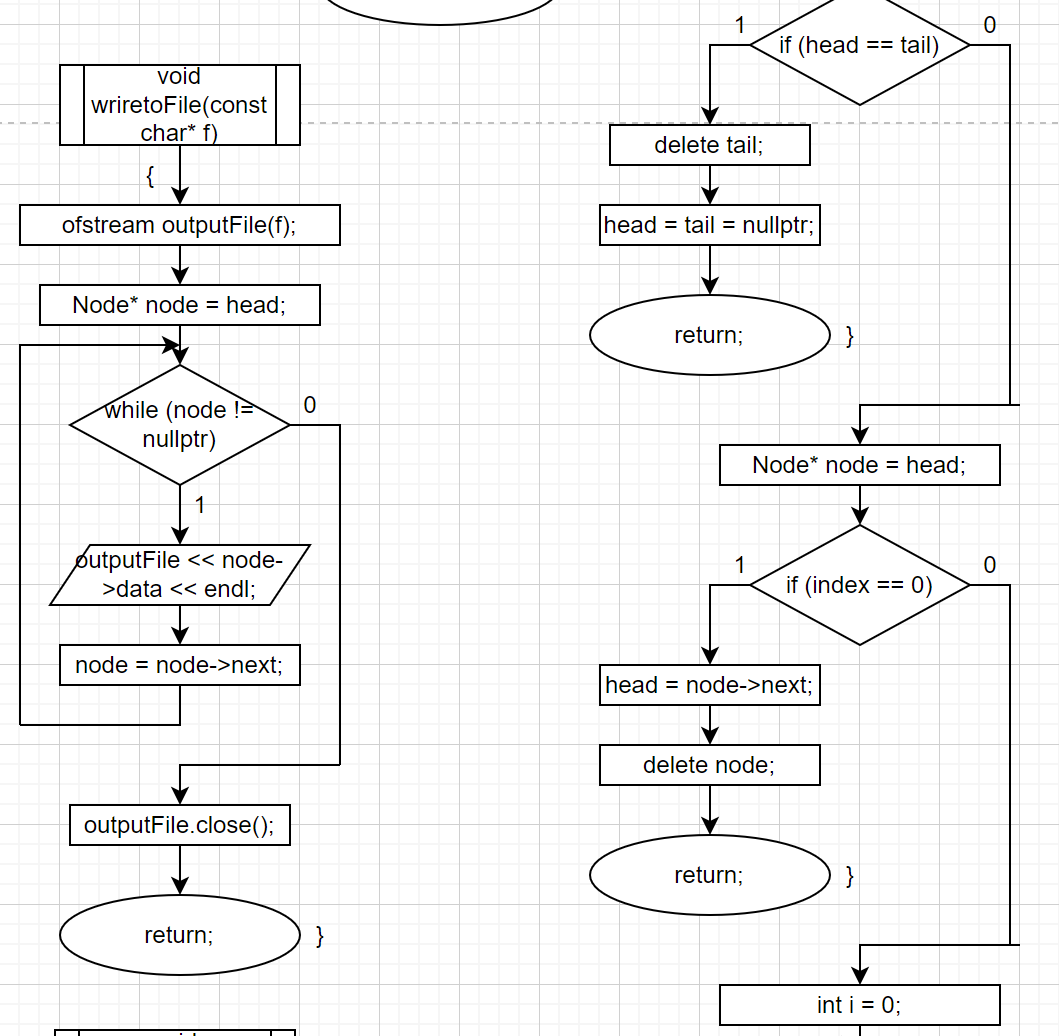 void
wriretoFile(const
char* f)
{
ofstream outputFile(f);
Node* node = head;
while (node !=
nullptr)
0
1
outputFile << node-
>data << endl;
node = node->next;
outputFile.close();
return;
}
1
if (head == tail)
0
delete tail;
head = tail = nullptr;
return;
}
Node* node = head;
1
if (index == 0)
0
head = node->next;
delete node;
return;
}
int i = 0;